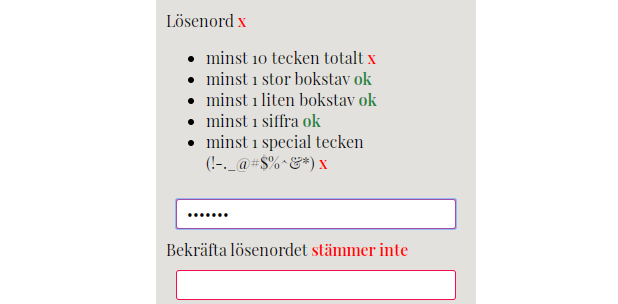 Lösenord x
minst 10 tecken totalt x
minst 1 stor bokstav ok
minst 1 liten bokstav ok
minst 1 siffra ok
minst 1 special tecken
(!-._@#$%^&*) x
•••••••
Bekräfta lösenordet stämmer inte